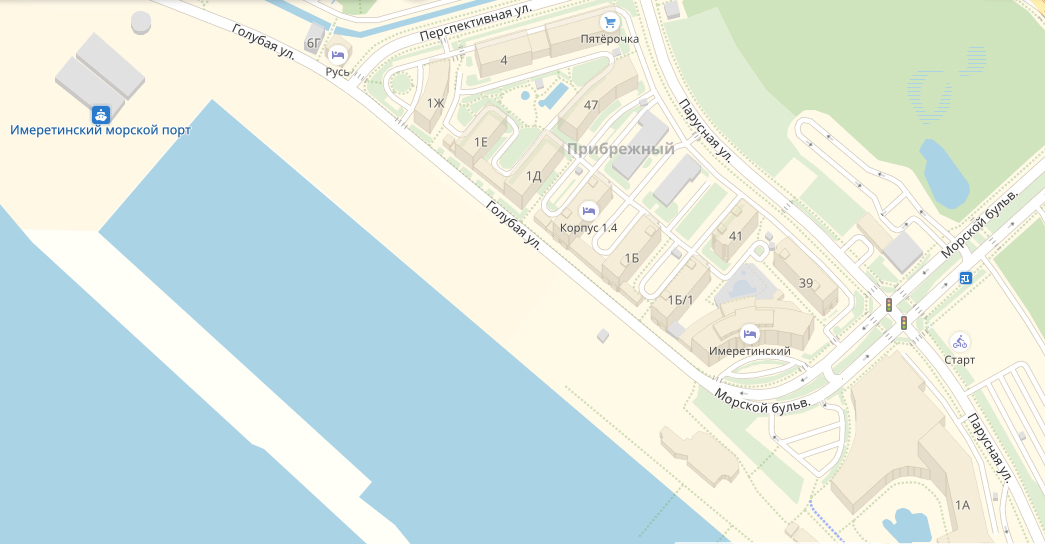 Перспективная ул.
Голубая ул.
6Г
Пятёрочка
Русь
4
1Ж
47
Имеретинский морской порт
Парусная ул.
1Е
Прибрежный
1Д
Голубая ул.
Корпус 1.4
Морской бульв.
41
1Б
39
1Б/1
Имеретинский
Старт
Морской бульв.
Парусная ул.
1А